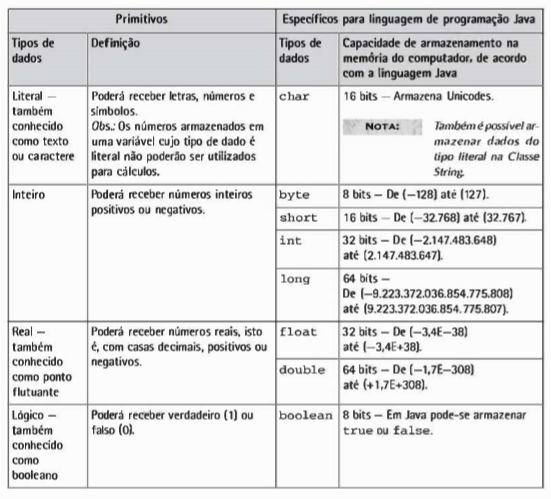 Primitivos
Específicos para linguagem de programação Java
Tipos de
dados
Definição
Tipos de
dados
Capacidade de armazenamento na
memória do computador, de acordo
com a linguagem Java
Literal —
também
conhecido
como texto
ou caractere
Poderá receber letras, números e
símbolos.
Obs.: Os números armazenados em
uma variável cujo tipo de dado é
literal não poderão ser utilizados
para cálculos.
char
16 bits — Armazena Unicodes.
NOTA:
Também é possível ar-
mazenar dados do
tipo literal na Classe
String.
Inteiro
Poderá receber números inteiros
positivos ou negativos.
byte
8 bits — De (—128) até (127).
short
16 bits — De (—32.768) até (32.767).
int
32 bits — De (—2.147.483.648)
até (2.147.483.647).
long
64 bits —
De (—9.223.372.036.854.775.808)
até (9.223.372.036.854.775.807).
Real —
também
conhecido
como ponto
flutuante
Poderá receber números reais, isto
é, com casas decimais, positivos ou
negativos.
float
32 bits — De (—3,4E—38)
até (—3,4E+38).
double
64 bits — De (—1,7E—308)
até (+1,7E+308).
Lógico —
também
conhecido
como
booleano
Poderá receber verdadeiro (1) ou
falso (0).
boolean
8 bits — Em Java pode-se armazenar
true ou false.